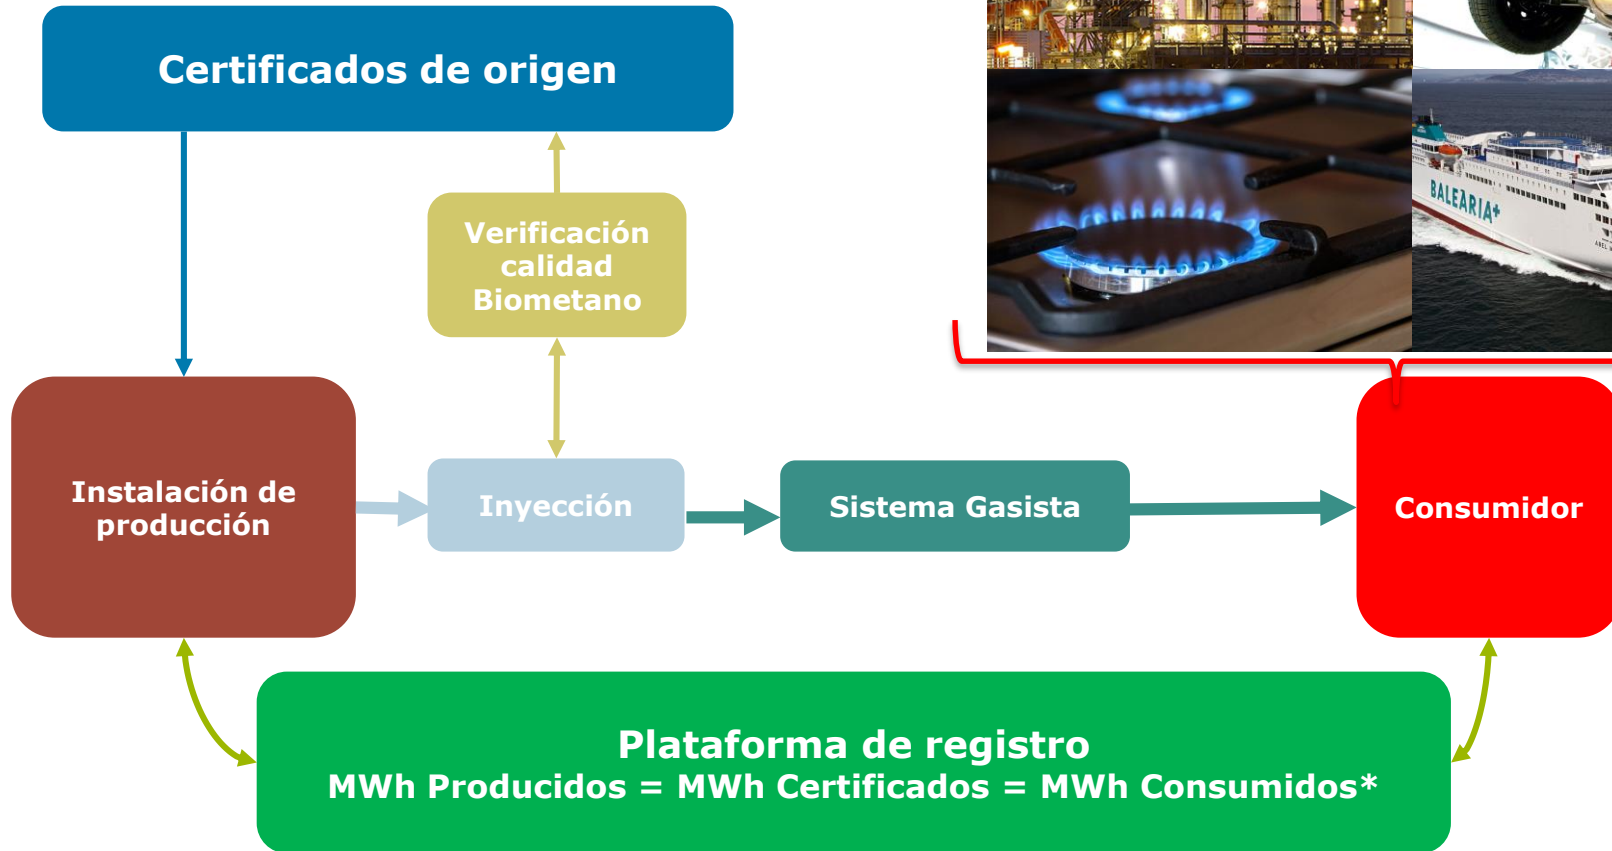 Certificados de origen
BALEÀRIA+
Verificación
calidad
Biometano
Instalación de
producción
Inyección
Sistema Gasista
Consumidor
Plataforma de registro
MWh Producidos = MWh Certificados = MWh Consumidos*